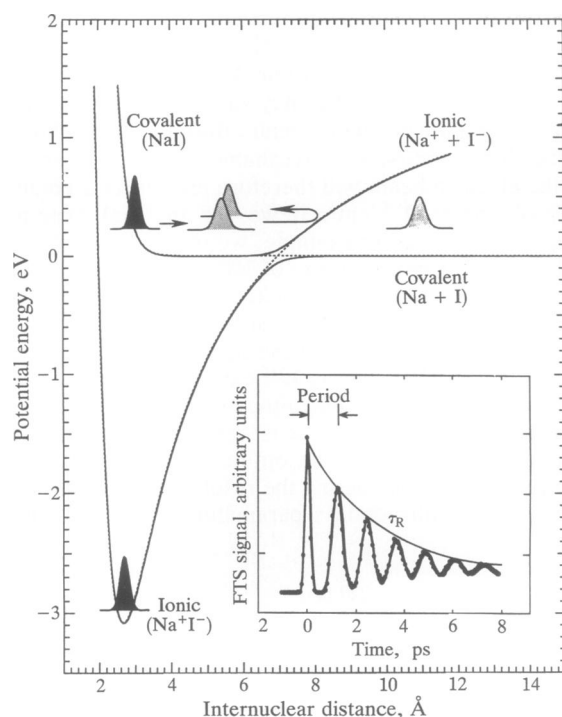 2
1
0
−1
−2
−3
Potential energy, eV
Covalent
(NaI)
Ionic
(Na⁺ + I⁻)
Covalent
(Na + I)
Ionic
(Na⁺I⁻)
Period
τR
FTS signal, arbitrary units
2 0 2 4 6 8
Time, ps
2 4 6 8 10 12 14
Internuclear distance, Å